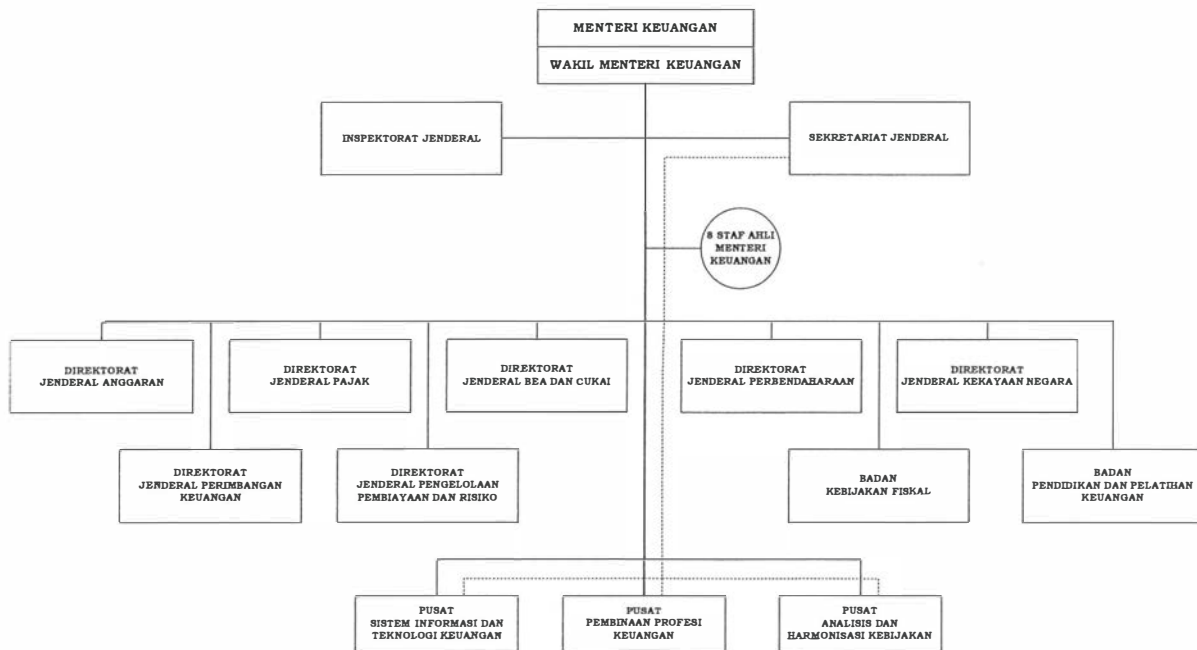 MENTERI KEUANGAN
WAKIL MENTERI KEUANGAN
INSPEKTORAT JENDERAL
SEKRETARIAT JENDERAL
8 STAF AHLI
MENTERI
KEUANGAN
DIREKTORAT
JENDERAL ANGGARAN
DIREKTORAT
JENDERAL PAJAK
DIREKTORAT
JENDERAL BEA DAN CUKAI
DIREKTORAT
JENDERAL PERBENDAHARAAN
DIREKTORAT
JENDERAL KEKAYAAN NEGARA
DIREKTORAT
JENDERAL PERIMBANGAN
KEUANGAN
DIREKTORAT
JENDERAL PENGELOLAAN
PEMBIAYAAN DAN RISIKO
BADAN
KEBIJAKAN FISKAL
BADAN
PENDIDIKAN DAN PELATIHAN
KEUANGAN
PUSAT
SISTEM INFORMASI DAN
TEKNOLOGI KEUANGAN
PUSAT
PEMBINAAN PROFESI
KEUANGAN
PUSAT
ANALISIS DAN
HARMONISASI KEBIJAKAN